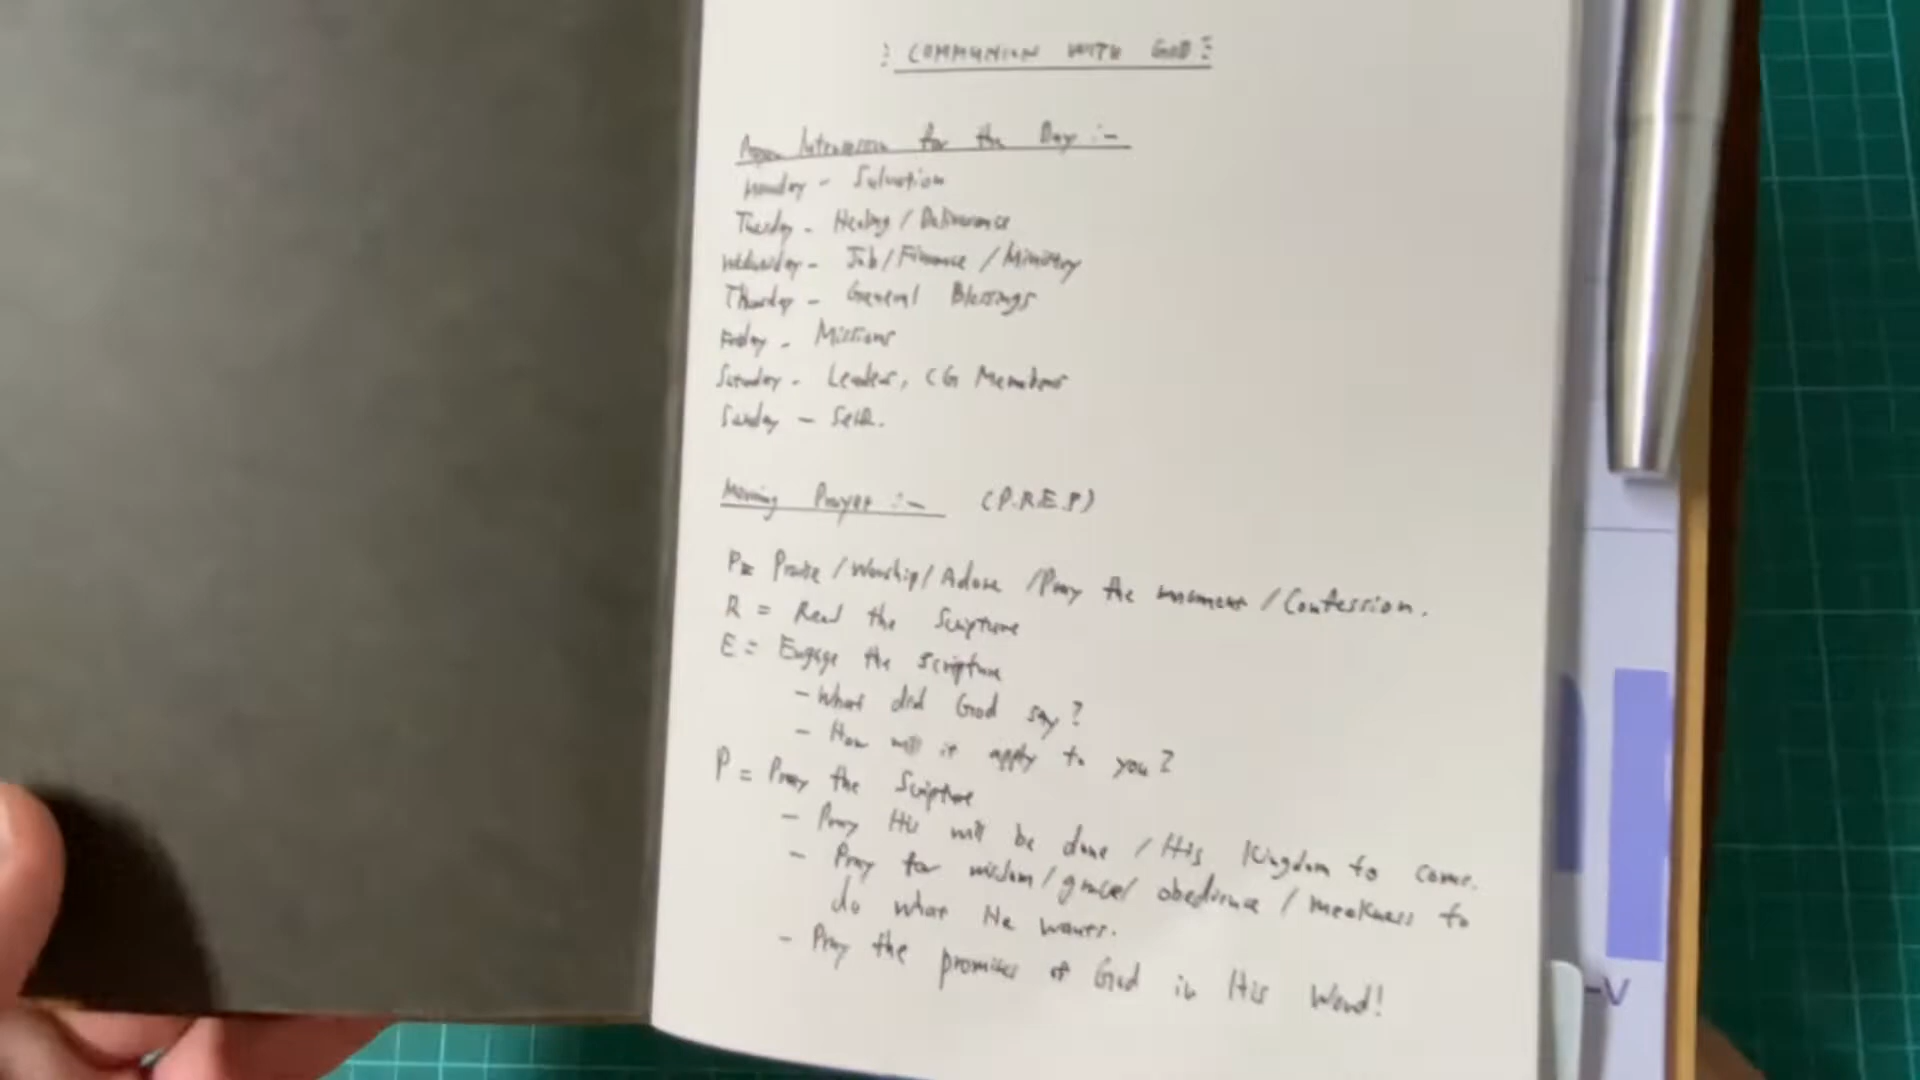 : COMMUNION WITH GOD :
Intercession for the Day :-
Monday - Salvation
Tuesday - Healing / Deliverance
Wednesday - Job / Finance / Ministry
Thursday - General Blessings
Friday - Missions
Saturday - Leaders, CG Members
Sunday - Self.
Morning Prayer :- (P.R.E.P)
P = Praise / Worship / Adore / Pray the moment / Confession.
R = Read the Scripture
E = Engage the scripture
- What did God say?
- How will it apply to you?
P = Pray the Scripture
- Pray His will be done / His Kingdom to come.
- Pray for wisdom / grace / obedience / meekness to
do what He wants.
- Pray the promises of God in His Word!
-V